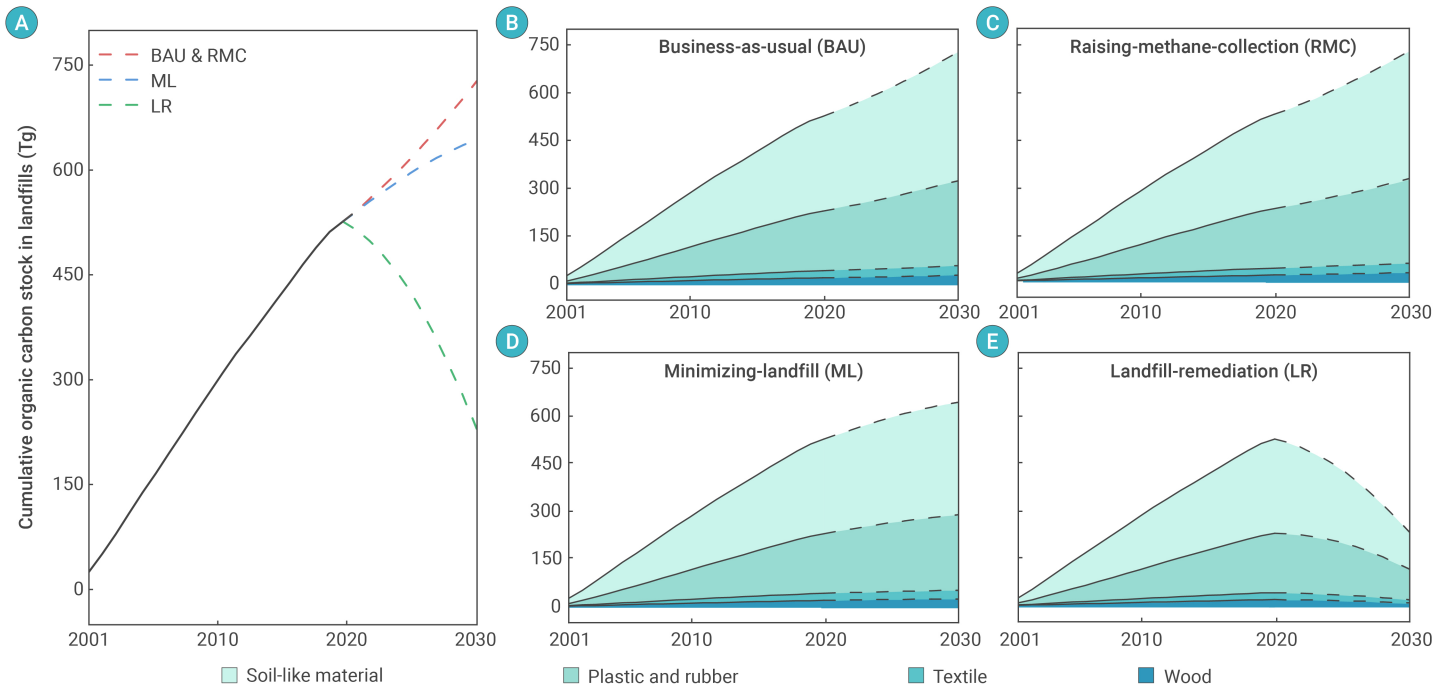 A
BAU & RMC
ML
LR
Cumulative organic carbon stock in landfills (Tg)
750
600
450
300
150
0
2001
2010
2020
2030
B
Business-as-usual (BAU)
750
600
450
300
150
0
2001
2010
2020
2030
C
Raising-methane-collection (RMC)
2001
2010
2020
2030
D
Minimizing-landfill (ML)
750
600
450
300
150
0
2001
2010
2020
2030
E
Landfill-remediation (LR)
2001
2010
2020
2030
Soil-like material
Plastic and rubber
Textile
Wood